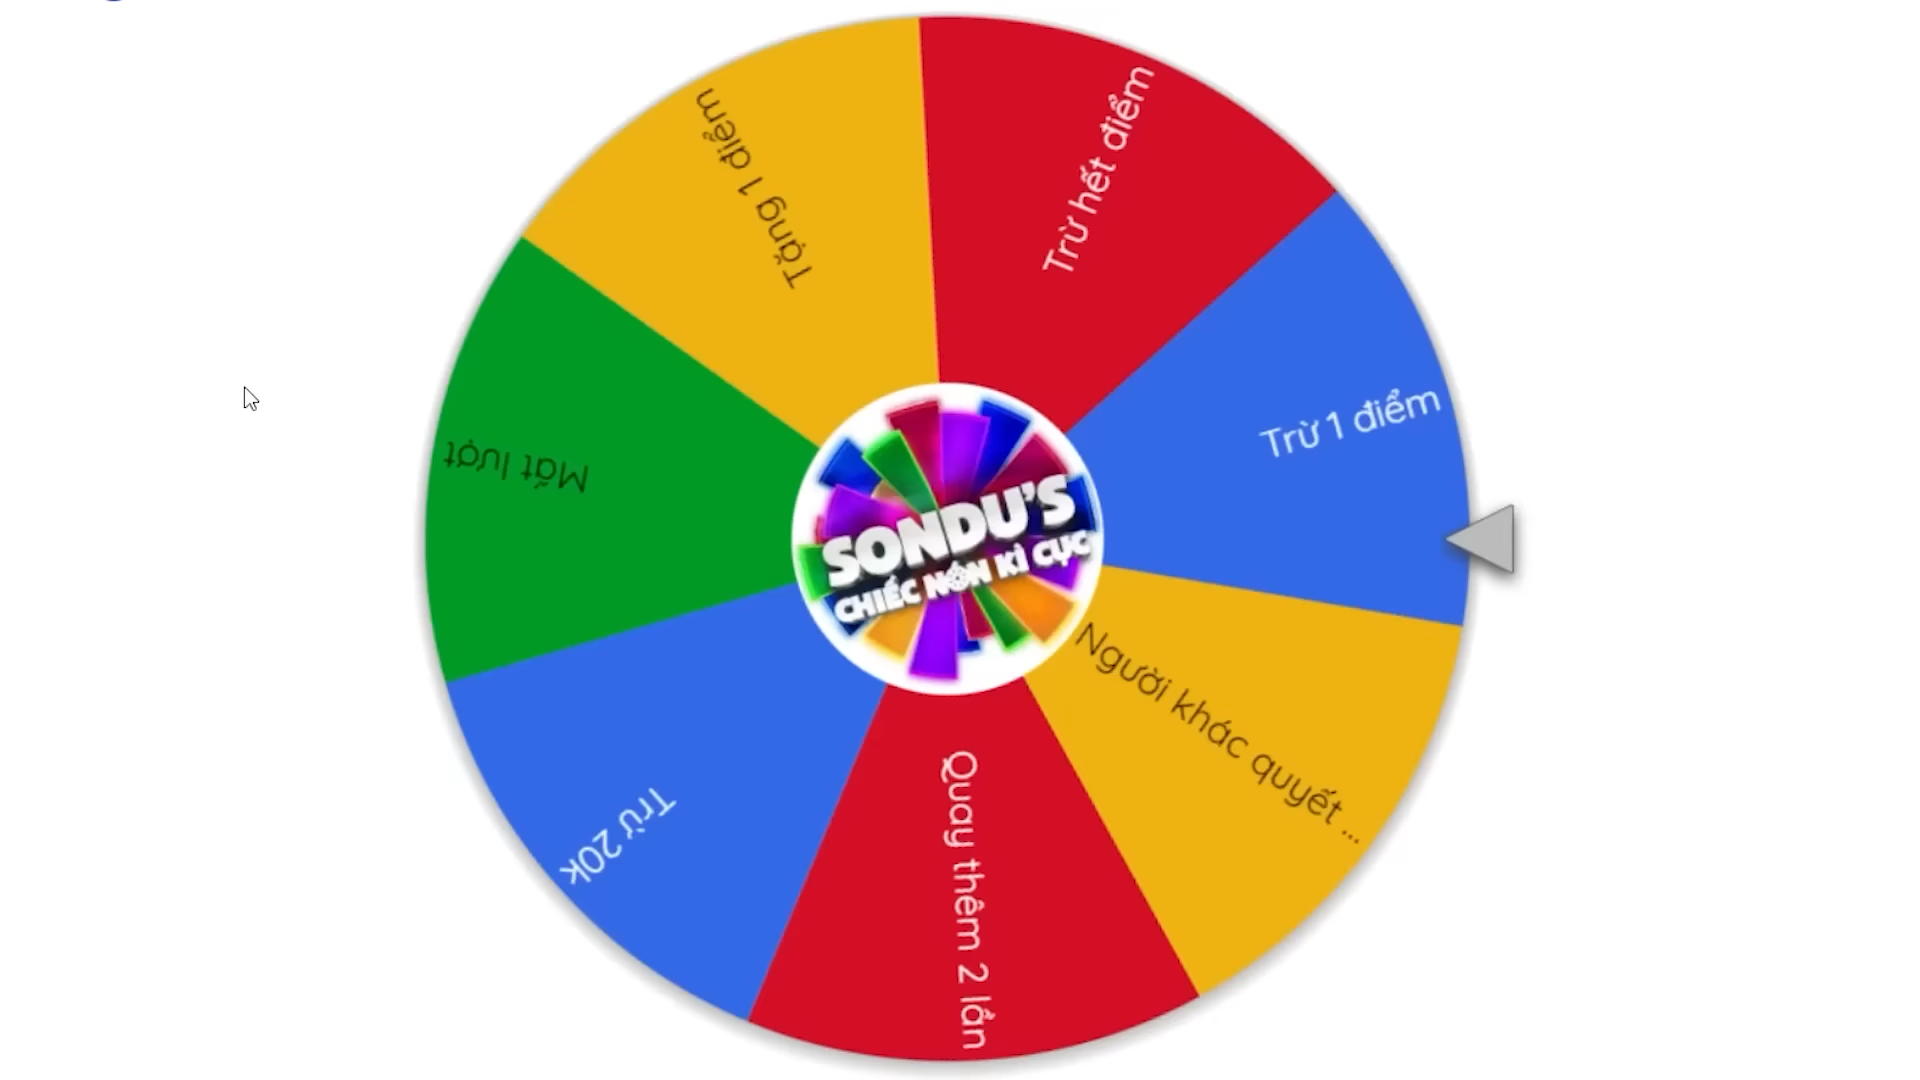 Tặng 1 điểm
Trừ hết điểm
Trừ 1 điểm
Mất lượt
SONDU'S
CHIẾC NÓN KÌ CỤC
Người khác quyết ...
Trừ 20k
Quay thêm 2 lần